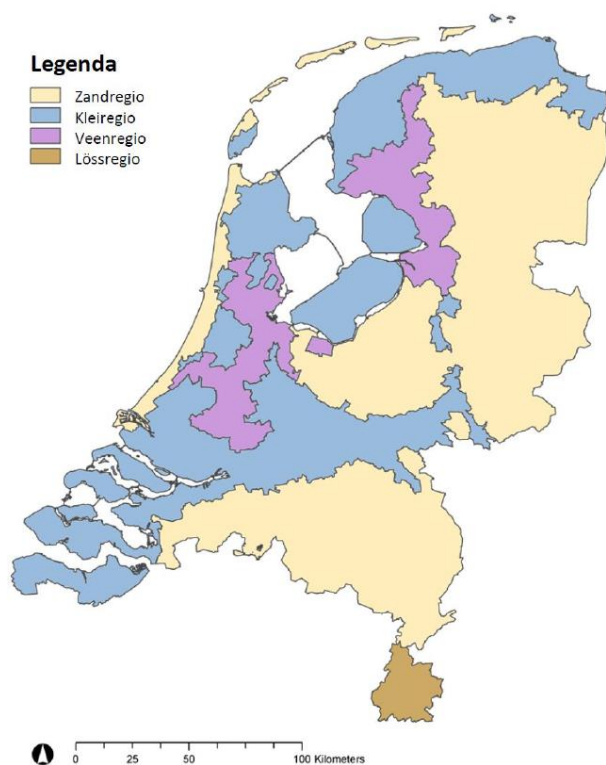 Legenda
Zandregio
Kleiregio
Veenregio
Lössregio
0 25 50 100 Kilometers